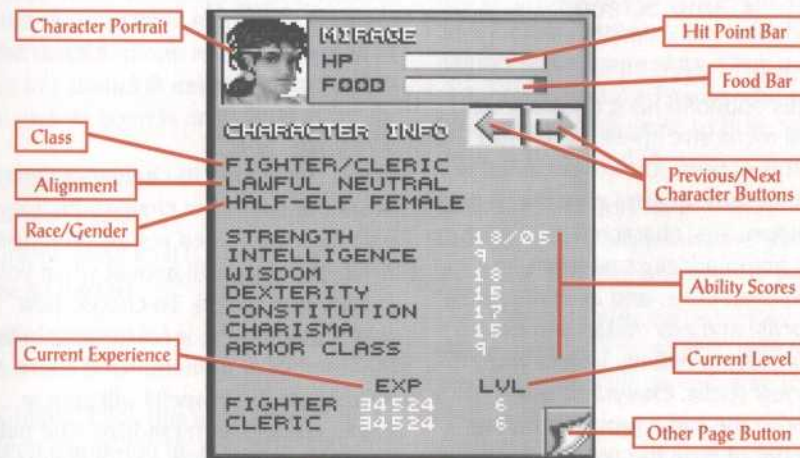 Character Portrait
MIRAGE
Hit Point Bar
HP
Food Bar
FOOD
CHARACTER INFO
Class
FIGHTER/CLERIC
Previous/Next
Character Buttons
Alignment
LAWFUL NEUTRAL
Race/Gender
HALF-ELF FEMALE
STRENGTH 18/05
INTELLIGENCE 9
WISDOM 18
DEXTERITY 15
Ability Scores
CONSTITUTION 17
CHARISMA 15
ARMOR CLASS 9
Current Experience
Current Level
EXP LVL
FIGHTER 34524 6
CLERIC 34524 6
Other Page Button